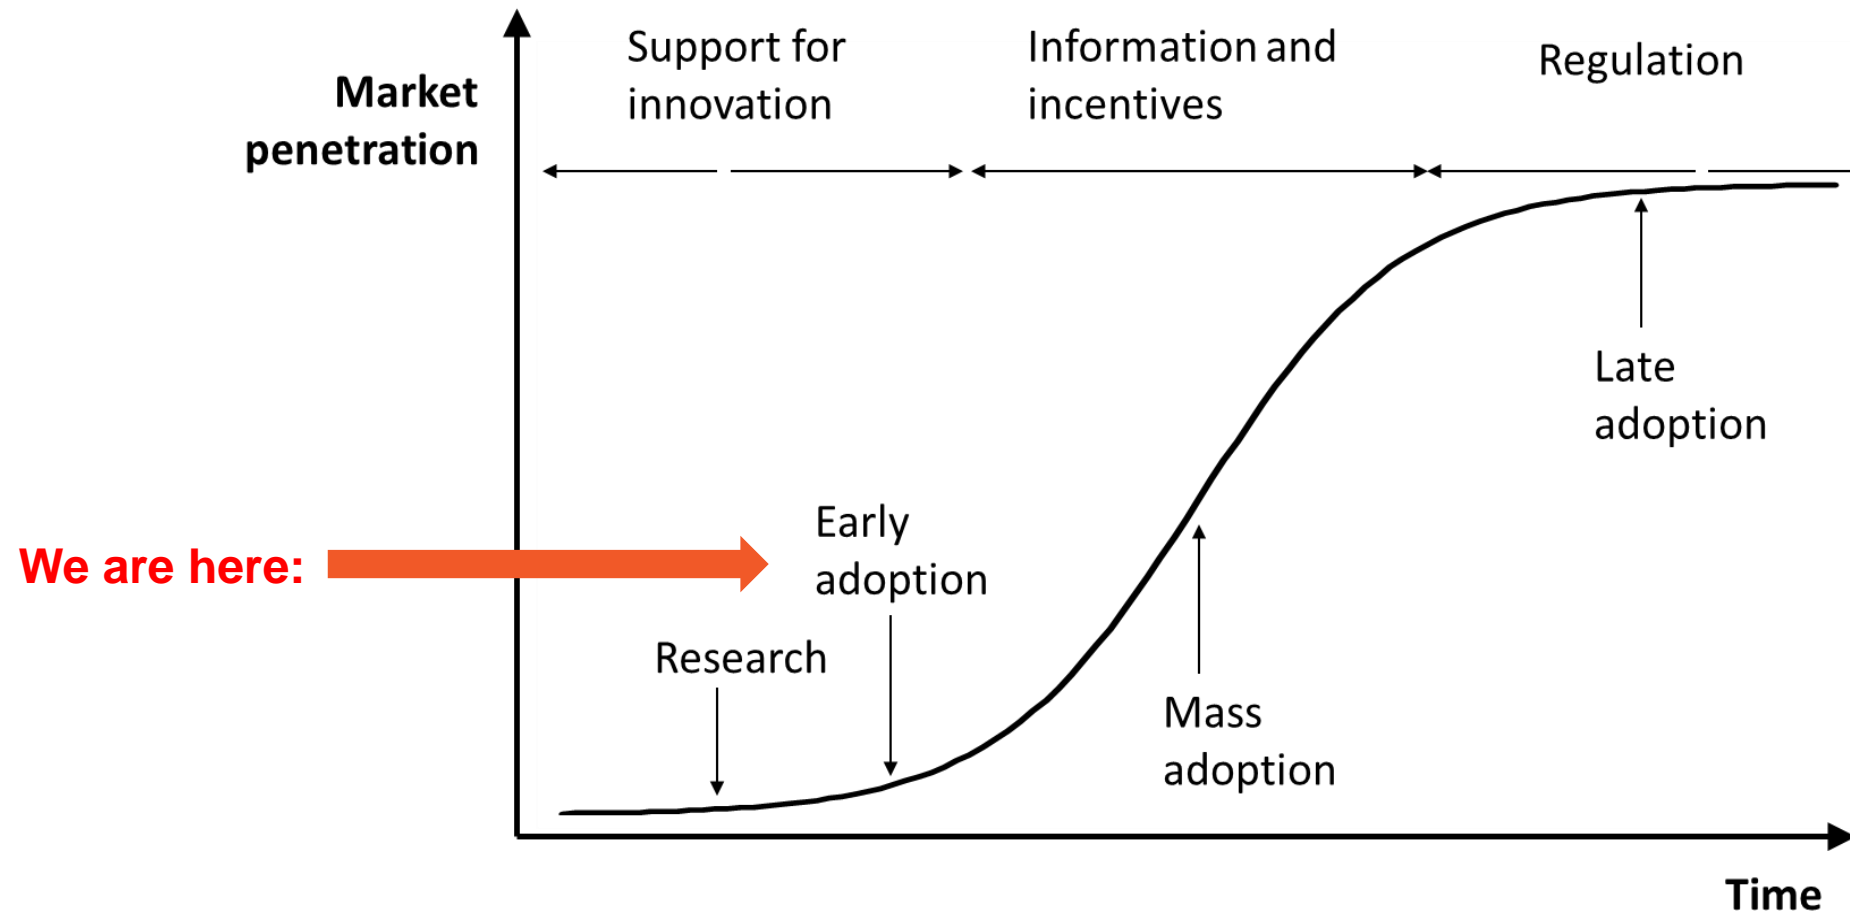 Market
penetration
Support for
innovation
Information and
incentives
Regulation
Late
adoption
Early
adoption
We are here:
Research
Mass
adoption
Time